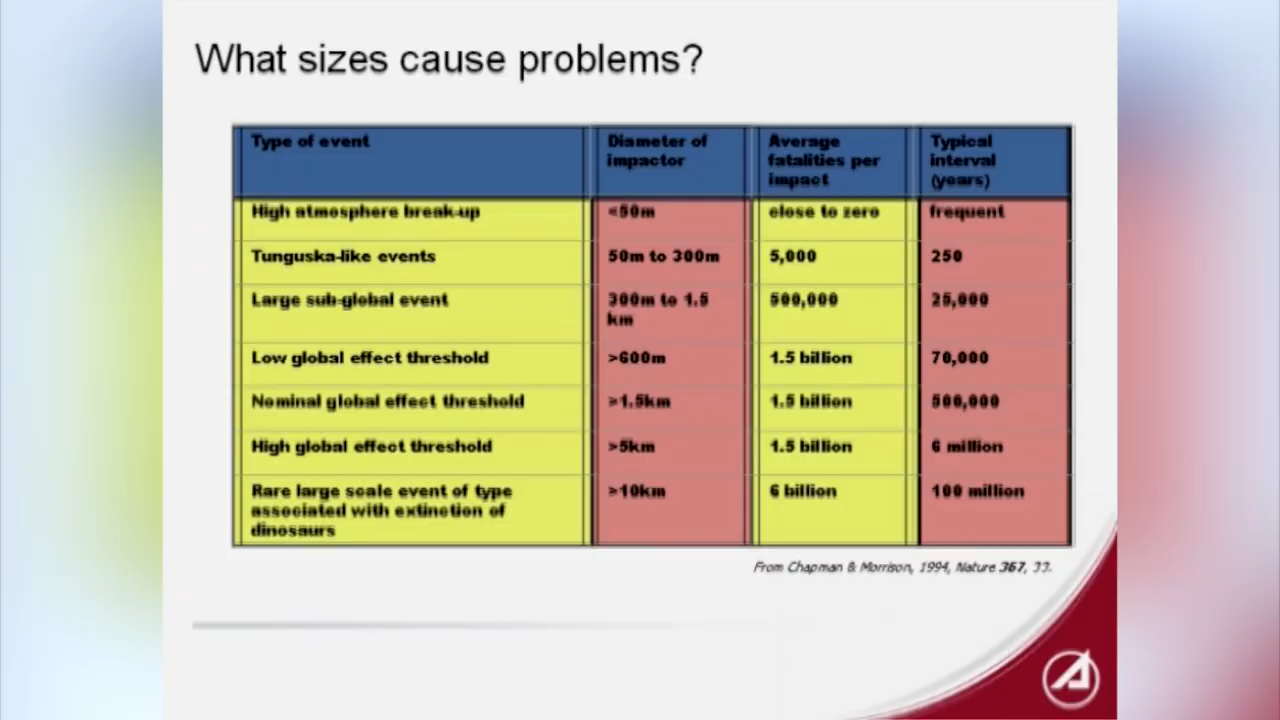 What sizes cause problems?
Type of event
Diameter of impactor
Average fatalities per impact
Typical interval (years)
High atmosphere break-up
<50m
close to zero
frequent
Tunguska-like events
50m to 300m
5,000
250
Large sub-global event
300m to 1.5 km
500,000
25,000
Low global effect threshold
>600m
1.5 billion
70,000
Nominal global effect threshold
>1.5km
1.5 billion
500,000
High global effect threshold
>5km
1.5 billion
6 million
Rare large scale event of type associated with extinction of dinosaurs
>10km
6 billion
100 million
From Chapman & Morrison, 1994, Nature 367, 33.